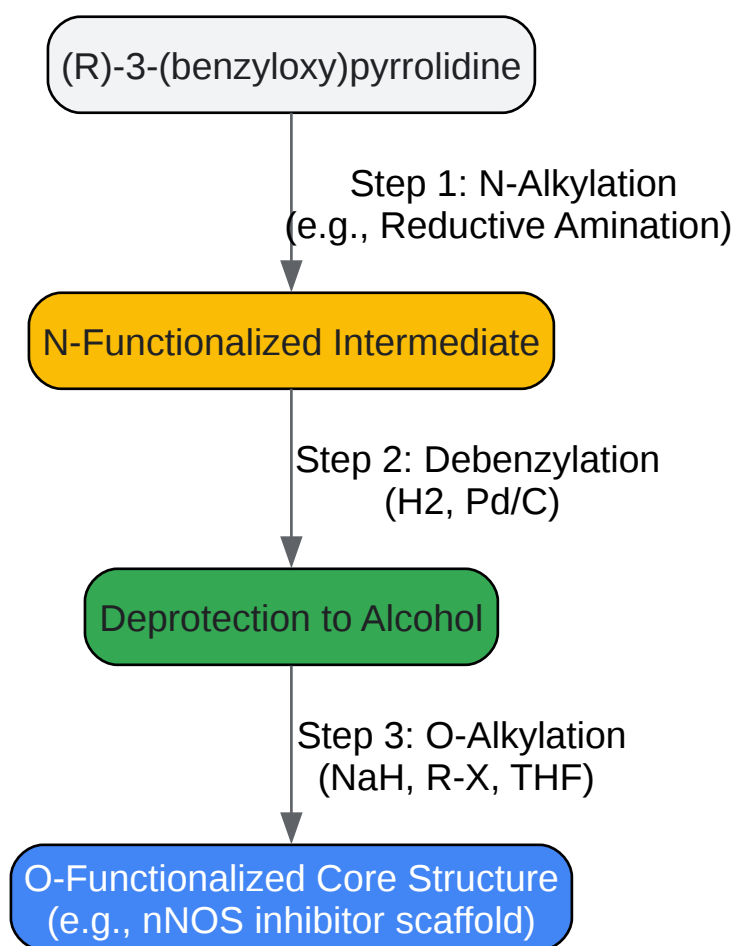 (R)-3-(benzyloxy)pyrrolidine
Step 1: N-Alkylation
(e.g., Reductive Amination)
N-Functionalized Intermediate
Step 2: Debenzylation
(H2, Pd/C)
Deprotection to Alcohol
Step 3: O-Alkylation
(NaH, R-X, THF)
O-Functionalized Core Structure
(e.g., nNOS inhibitor scaffold)